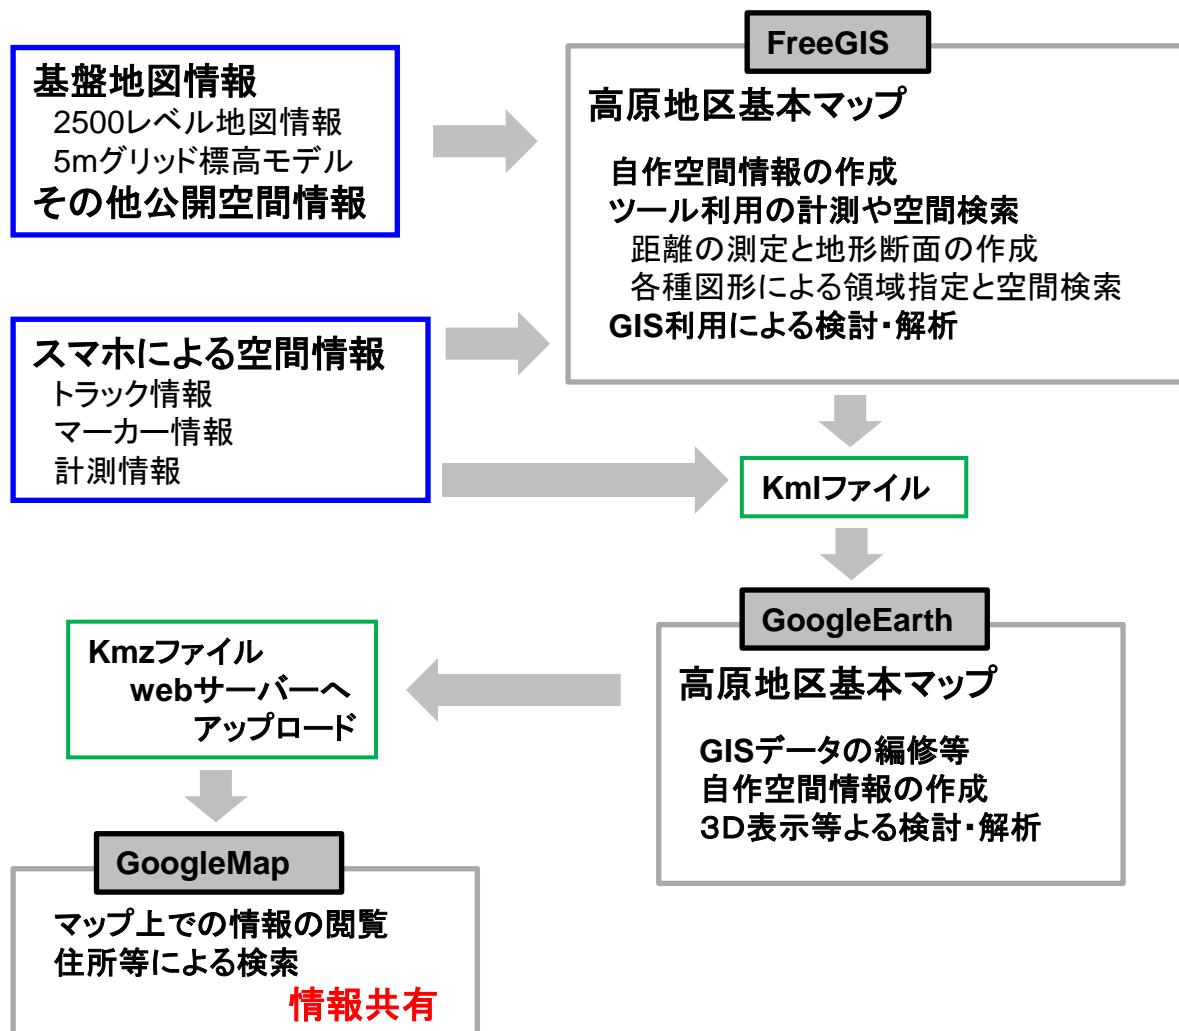 基盤地図情報
2500レベル地図情報
5mグリッド標高モデル
その他公開空間情報
FreeGIS
高原地区基本マップ
自作空間情報の作成
ツール利用の計測や空間検索
距離の測定と地形断面の作成
各種図形による領域指定と空間検索
GIS利用による検討・解析
スマホによる空間情報
トラック情報
マーカー情報
計測情報
Kmlファイル
GoogleEarth
高原地区基本マップ
GISデータの編修等
自作空間情報の作成
３D表示等よる検討・解析
Kmzファイル
webサーバーへ
アップロード
GoogleMap
マップ上での情報の閲覧
住所等による検索
情報共有